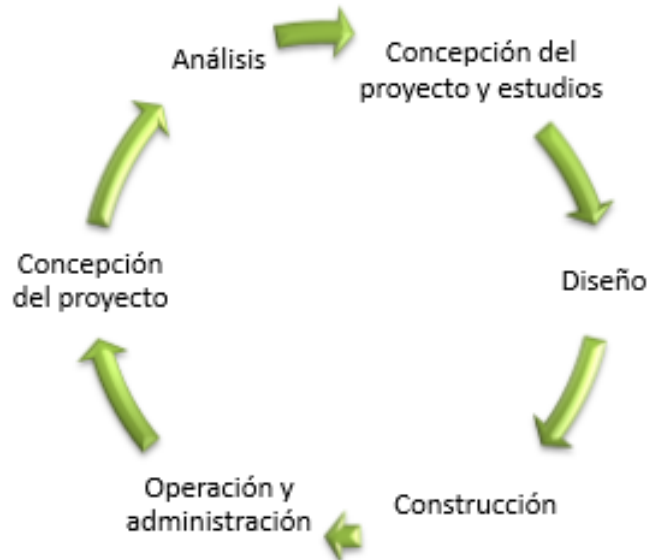 Análisis
Concepción del
proyecto y estudios
Diseño
Construcción
Operación y
administración
Concepción
del proyecto